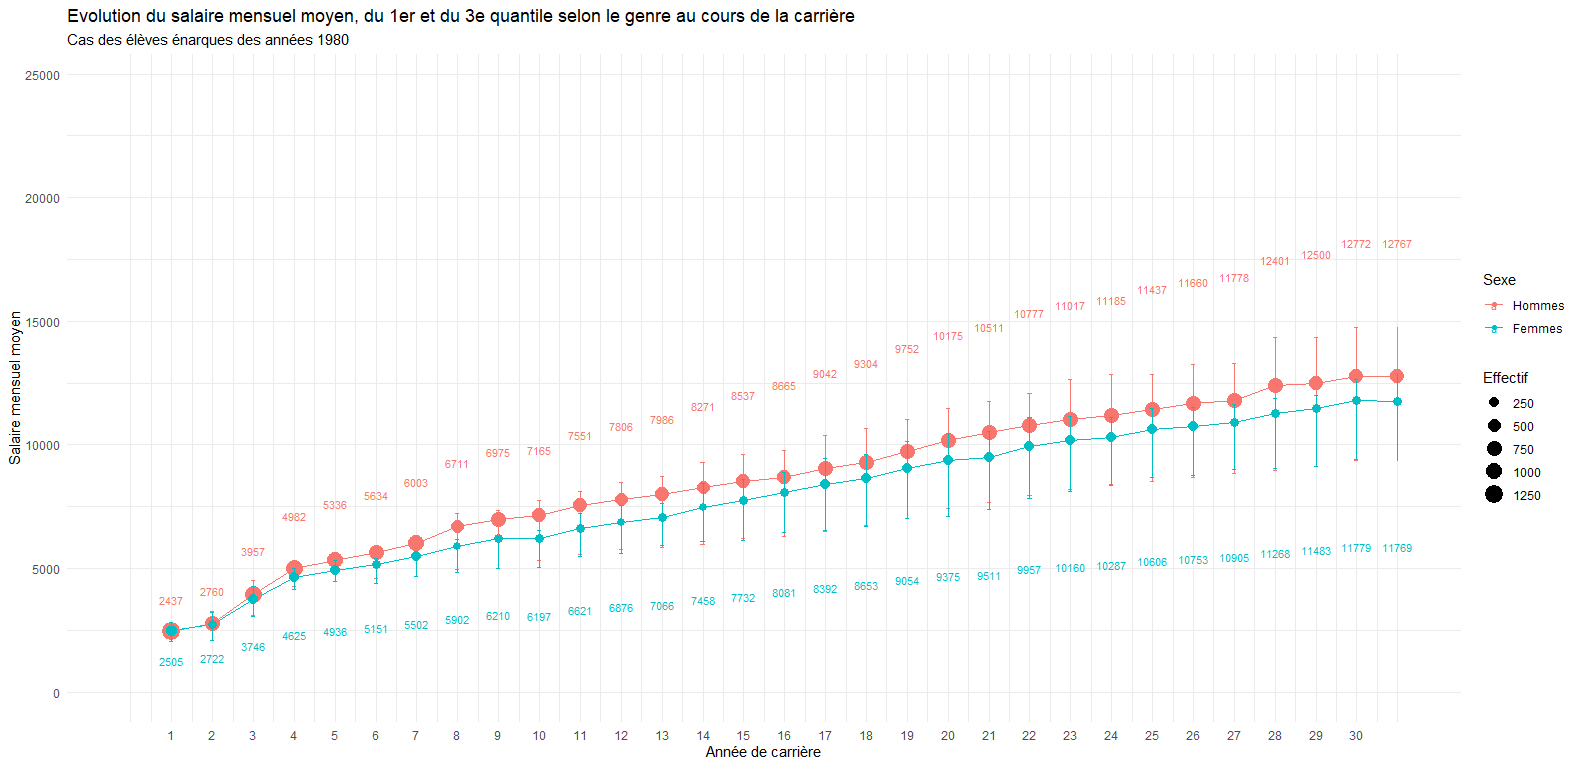 Evolution du salaire mensuel moyen, du 1er et du 3e quantile selon le genre au cours de la carrière
Cas des élèves énarques des années 1980
Salaire mensuel moyen
25000
20000
15000
10000
5000
0
2437 2760 3957 4982 5336 5634 6003 6711 6975 7165 7551 7806 7986 8271 8537 8665 9042 9304 9752 10175 10511 10777 11017 11185 11437 11660 11778 12401 12500 12772 12767
2505 2722 3746 4625 4936 5151 5502 5902 6210 6197 6621 6876 7066 7458 7732 8081 8392 8653 9054 9375 9511 9957 10160 10287 10606 10753 10905 11268 11483 11779 11769
1 2 3 4 5 6 7 8 9 10 11 12 13 14 15 16 17 18 19 20 21 22 23 24 25 26 27 28 29 30
Année de carrière
Sexe
Hommes
Femmes
Effectif
250
500
750
1000
1250